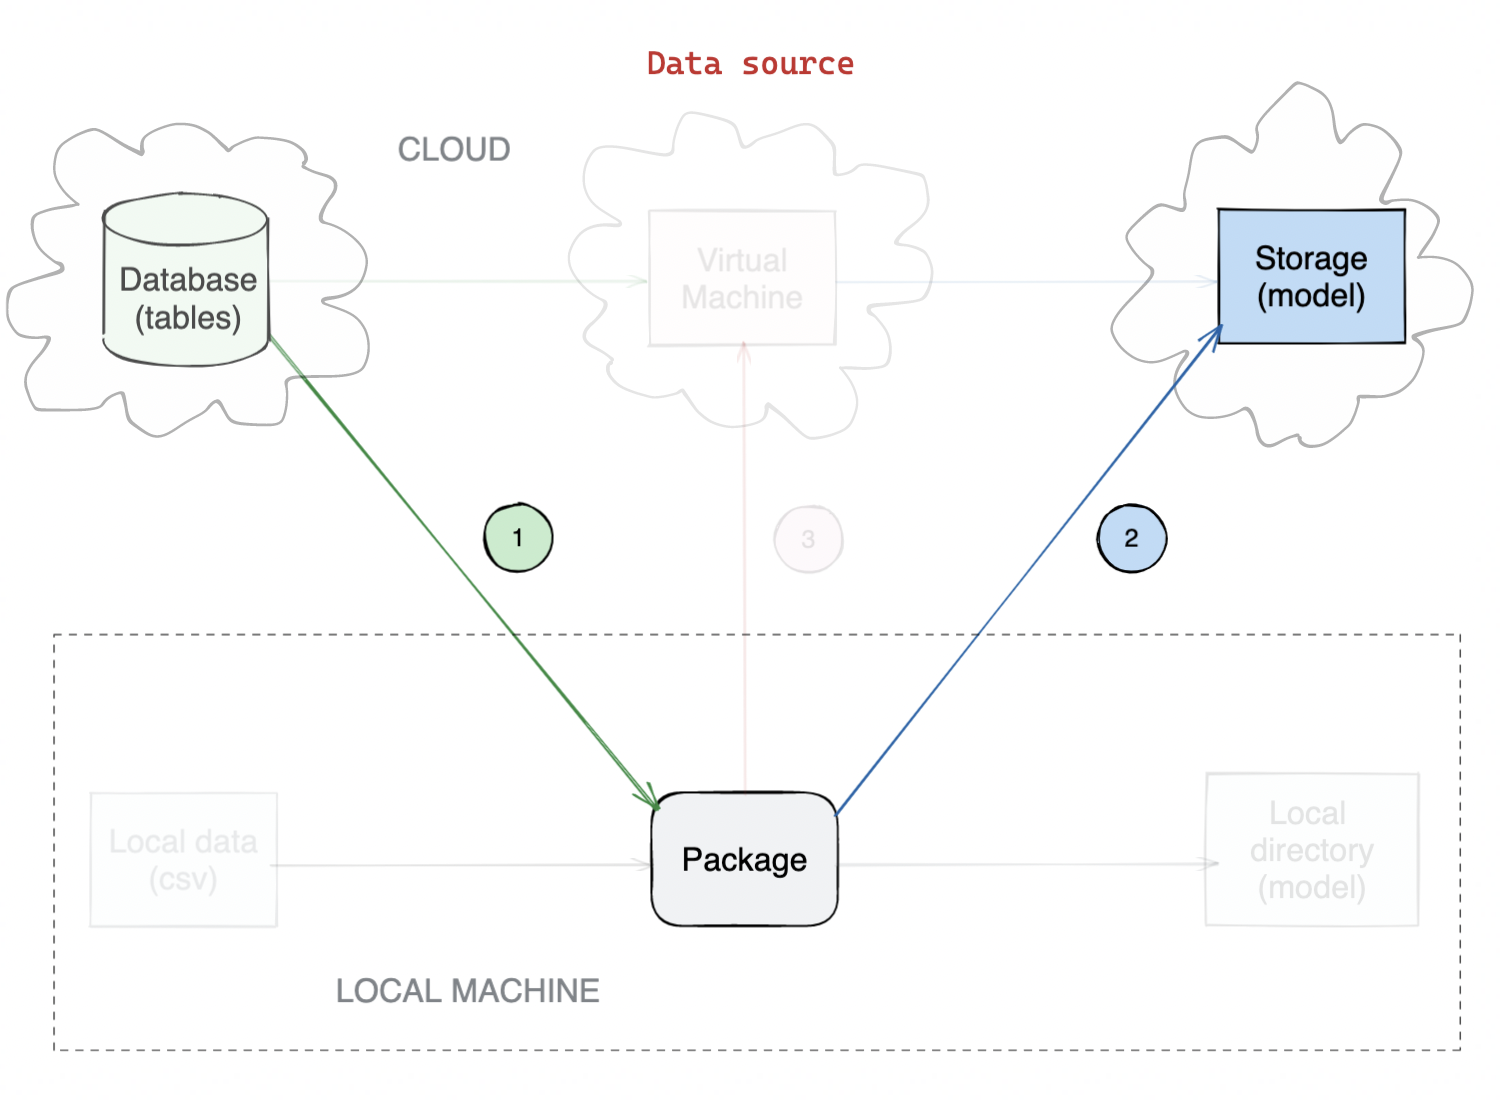 Data source
CLOUD
Database
(tables)
Virtual
Machine
Storage
(model)
1
3
2
Local data
(csv)
Package
Local
directory
(model)
LOCAL MACHINE